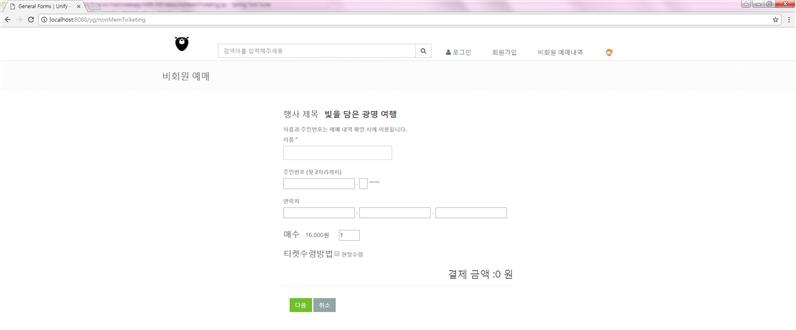 General Forms | Unify -
localhost:8080/yg/nonMemTicketing
검색어를 입력해주세용
로그인
회원가입
비회원 예매내역
비회원 예매
행사 제목 빛을 담은 광명 여행
이름과 주민번호는 예매 내역 확인 시에 이용됩니다.
이름 *
주민번호 (뒷 2자리까지)
- *****
연락처
- -
매수 16,000원 1
티켓수령방법 현장수령
결제 금액 :0 원
다음 취소